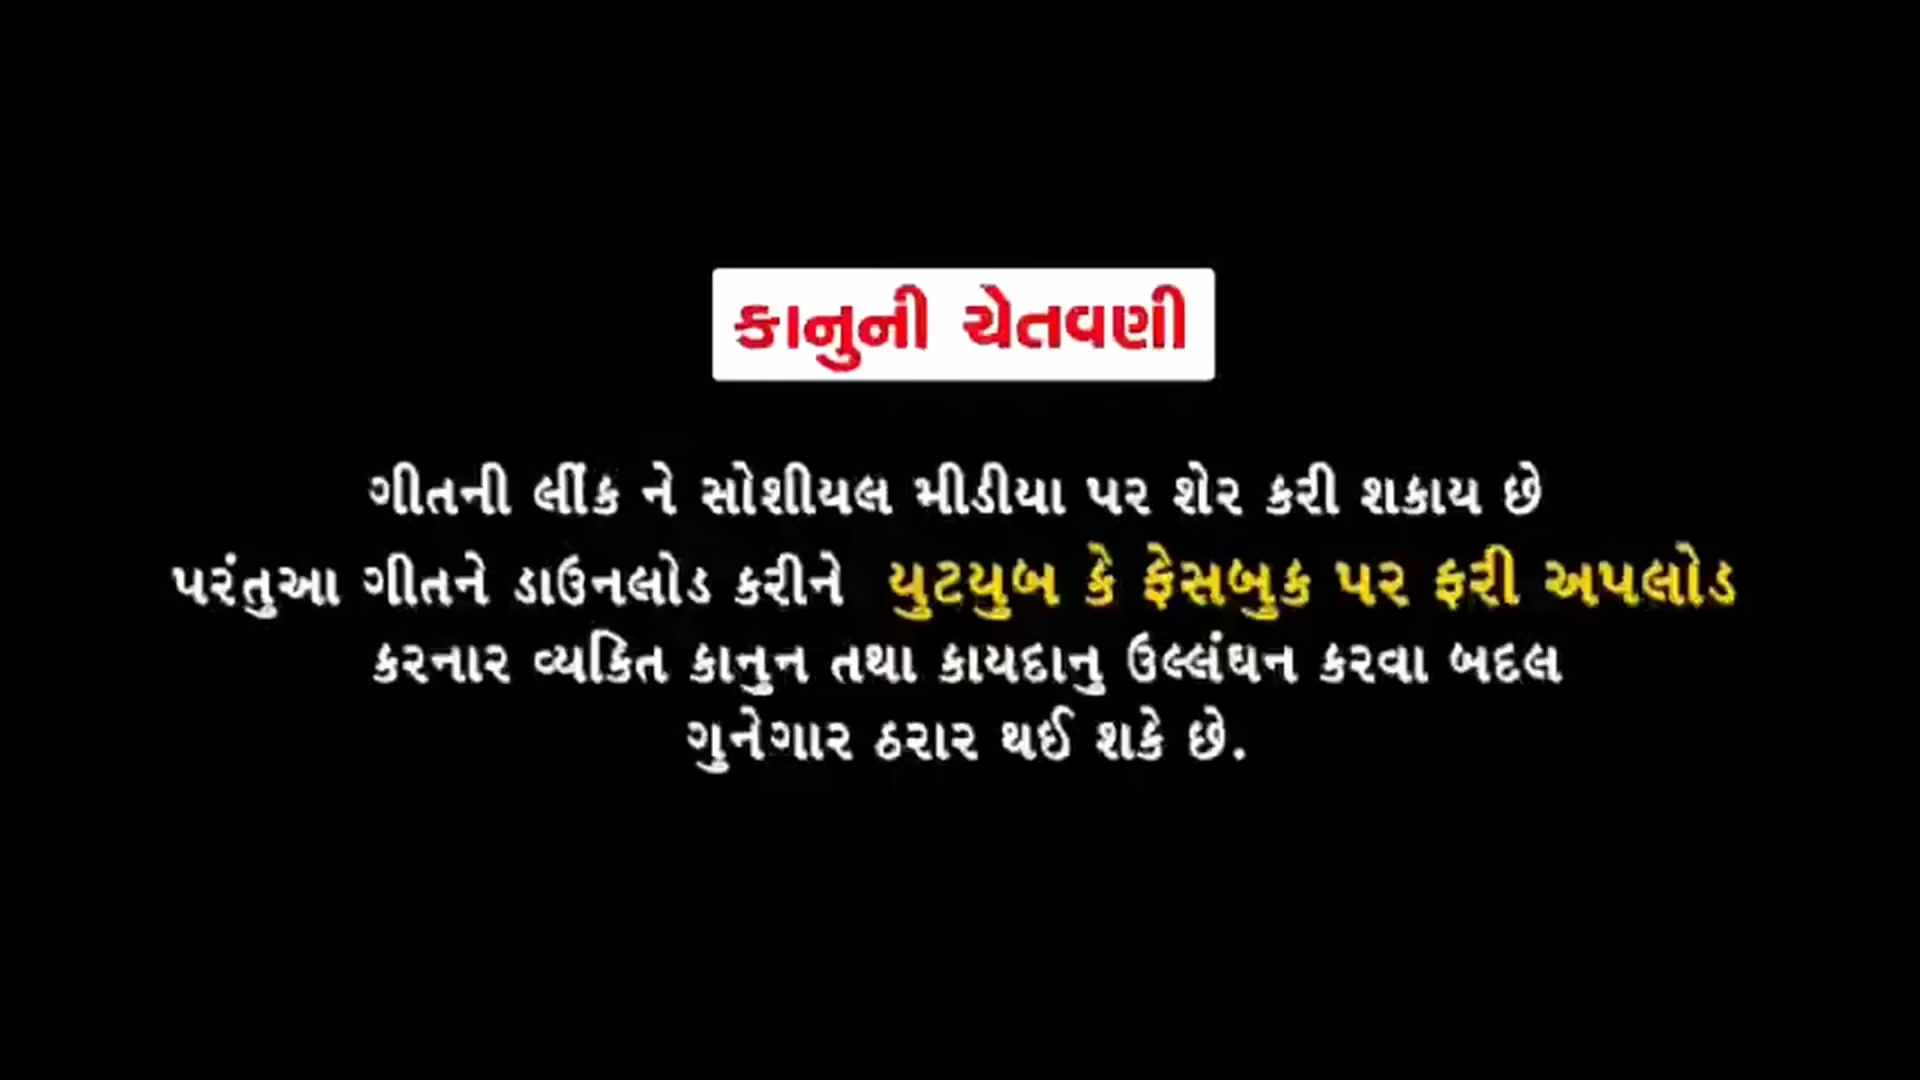 કાનુની ચેતવણી
ગીતની લીંક ને સોશીયલ મીડીયા પર શેર કરી શકાય છે
પરંતુઆ ગીતને ડાઉનલોડ કરીને યુટયુબ કે ફેસબુક પર ફરી અપલોડ
કરનાર વ્યકિત કાનુન તથા કાયદાનુ ઉલ્લંઘન કરવા બદલ
ગુનેગાર ઠરાર થઈ શકે છે.